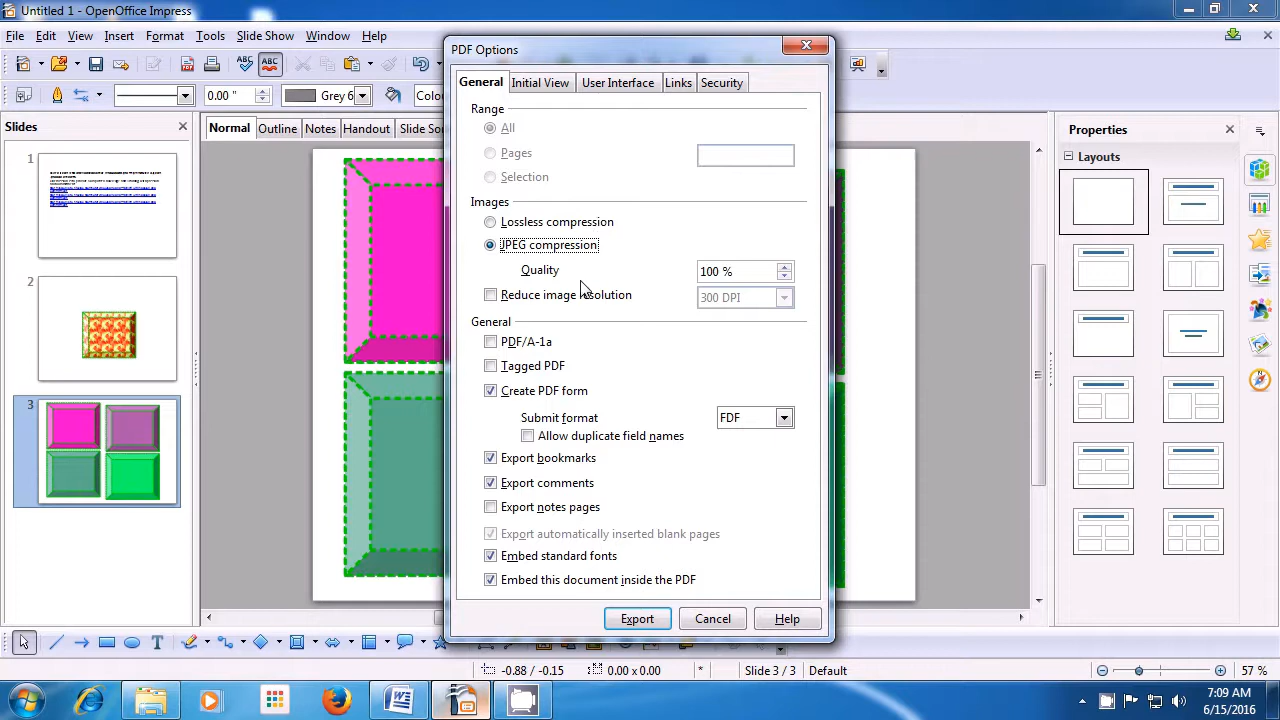 Untitled 1 - OpenOffice Impress
File Edit View Insert Format Tools Slide Show Window Help
0.00 " Grey 6 Colou
Slides
Normal Outline Notes Handout Slide Sor
1
2
3
PDF Options
General Initial View User Interface Links Security
Range
All
Pages
Selection
Images
Lossless compression
JPEG compression
Quality 100 %
Reduce image resolution 300 DPI
General
PDF/A-1a
Tagged PDF
Create PDF form
Submit format FDF
Allow duplicate field names
Export bookmarks
Export comments
Export notes pages
Export automatically inserted blank pages
Embed standard fonts
Embed this document inside the PDF
Export Cancel Help
Properties
Layouts
-0.88 / -0.15 0.00 x 0.00 * Slide 3 / 3 Default 57 %
7:09 AM
6/15/2016